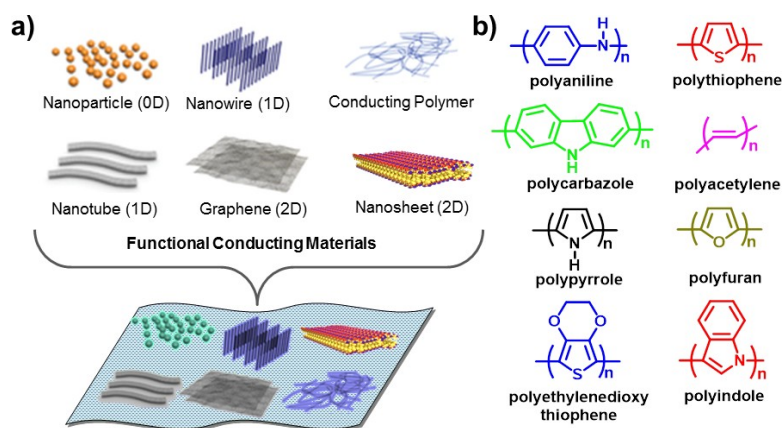 a)
Nanoparticle (0D) Nanowire (1D) Conducting Polymer
Nanotube (1D) Graphene (2D) Nanosheet (2D)
Functional Conducting Materials
b)
H
N
n
polyaniline
S
n
polythiophene
N
H
n
polycarbazole
n
polyacetylene
N
H
n
polypyrrole
O
n
polyfuran
O O
S
n
polyethylenedioxy
thiophene
N
n
polyindole